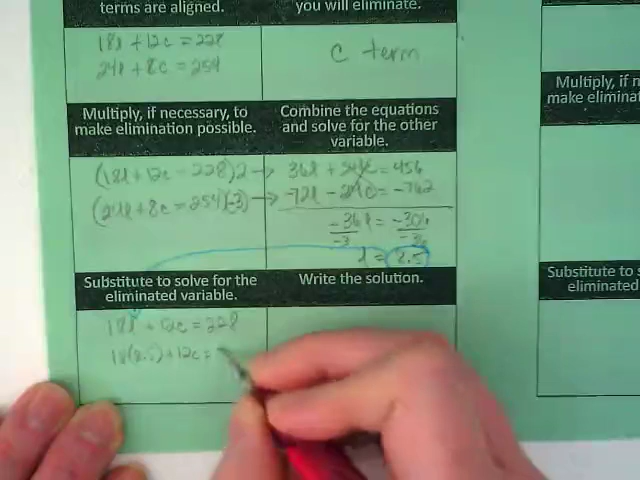 terms are aligned.
you will eliminate.
18l + 12c = 228
24l + 8c = 254
c term
Multiply, if necessary, to
make elimination possible.
Combine the equations
and solve for the other
variable.
(18l + 12c = 228)2 →
(24l + 8c = 254)(-3) →
36l + 24c = 456
-72l - 24c = -762
-36l = -306
-3
-36
l = 8.5
Substitute to solve for the
eliminated variable.
Write the solution.
18l + 12c = 228
18(8.5) + 12c =
Multiply, if n
make elimina
Substitute to s
eliminated